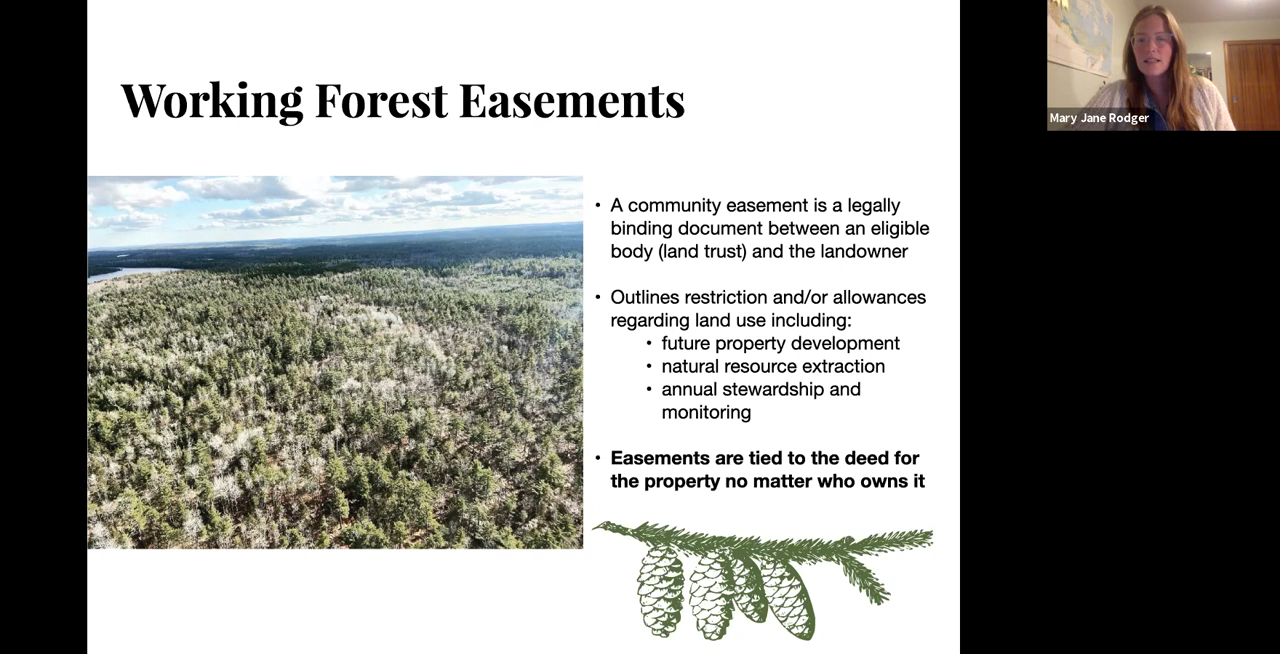 Working Forest Easements
• A community easement is a legally
binding document between an eligible
body (land trust) and the landowner
• Outlines restriction and/or allowances
regarding land use including:
• future property development
• natural resource extraction
• annual stewardship and
monitoring
• Easements are tied to the deed for
the property no matter who owns it
Mary Jane Rodger